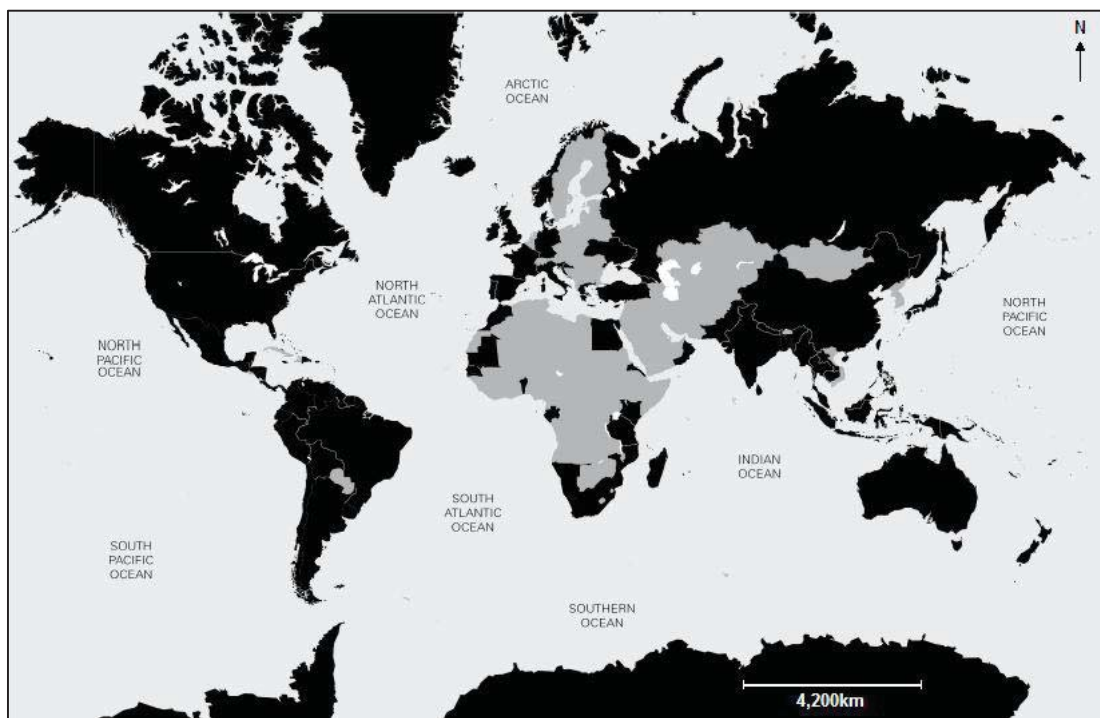 N
ARCTIC
OCEAN
NORTH
ATLANTIC
OCEAN
NORTH
PACIFIC
OCEAN
NORTH
PACIFIC
OCEAN
INDIAN
OCEAN
SOUTH
ATLANTIC
OCEAN
SOUTH
PACIFIC
OCEAN
SOUTHERN
OCEAN
4,200km